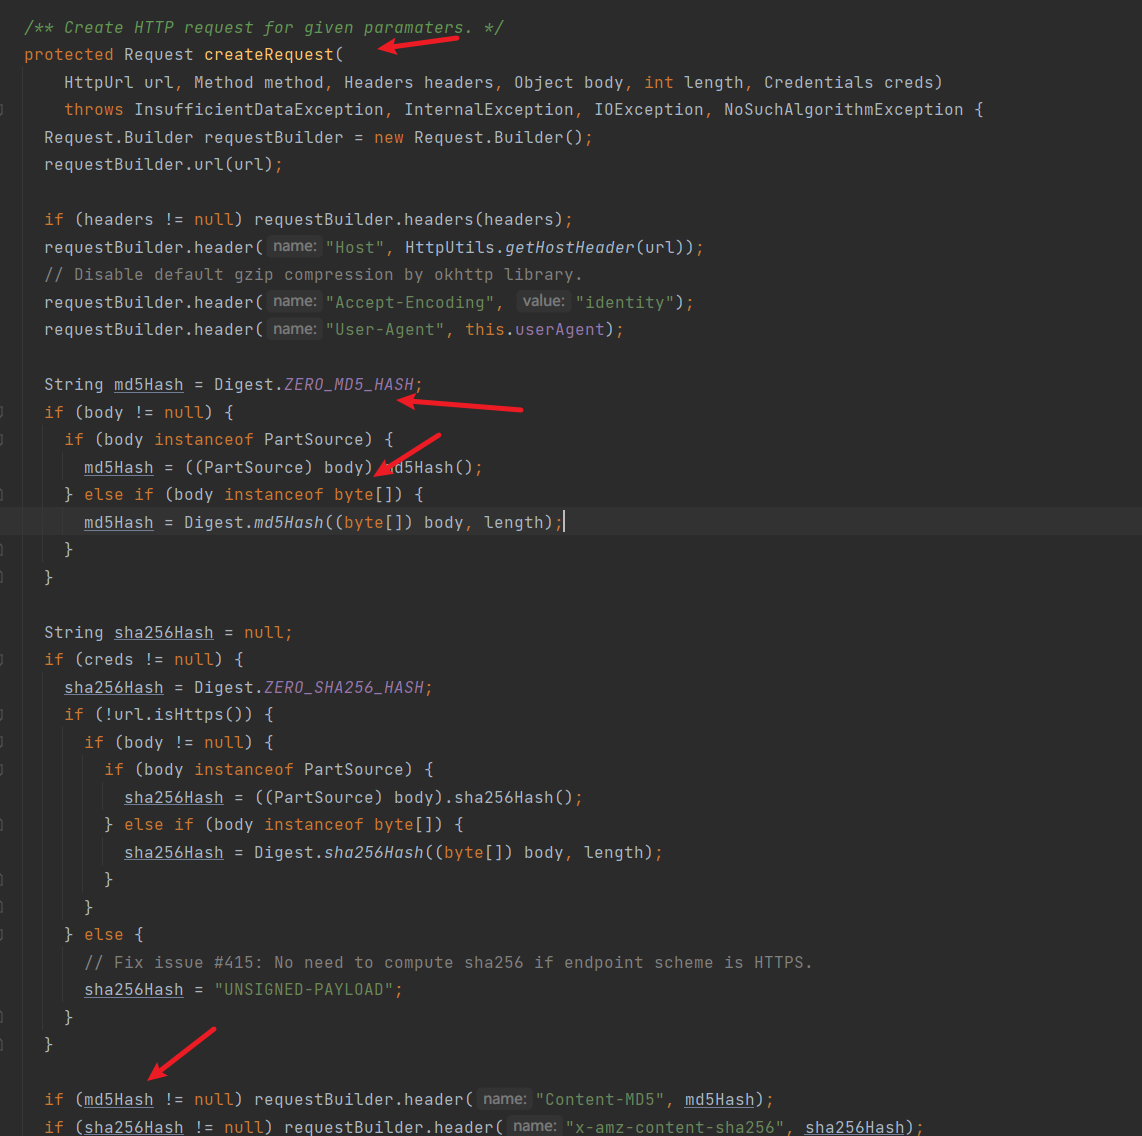 /** Create HTTP request for given paramaters. */
protected Request createRequest(
HttpUrl url, Method method, Headers headers, Object body, int length, Credentials creds)
throws InsufficientDataException, InternalException, IOException, NoSuchAlgorithmException {
Request.Builder requestBuilder = new Request.Builder();
requestBuilder.url(url);
if (headers != null) requestBuilder.headers(headers);
requestBuilder.header( name: "Host", HttpUtils.getHostHeader(url));
// Disable default gzip compression by okhttp library.
requestBuilder.header( name: "Accept-Encoding", value: "identity");
requestBuilder.header( name: "User-Agent", this.userAgent);
String md5Hash = Digest.ZERO_MD5_HASH;
if (body != null) {
if (body instanceof PartSource) {
md5Hash = ((PartSource) body).md5Hash();
} else if (body instanceof byte[]) {
md5Hash = Digest.md5Hash((byte[]) body, length);
}
}
String sha256Hash = null;
if (creds != null) {
sha256Hash = Digest.ZERO_SHA256_HASH;
if (!url.isHttps()) {
if (body != null) {
if (body instanceof PartSource) {
sha256Hash = ((PartSource) body).sha256Hash();
} else if (body instanceof byte[]) {
sha256Hash = Digest.sha256Hash((byte[]) body, length);
}
}
} else {
// Fix issue #415: No need to compute sha256 if endpoint scheme is HTTPS.
sha256Hash = "UNSIGNED-PAYLOAD";
}
}
if (md5Hash != null) requestBuilder.header( name: "Content-MD5", md5Hash);
if (sha256Hash != null) requestBuilder.header( name: "x-amz-content-sha256", sha256Hash);